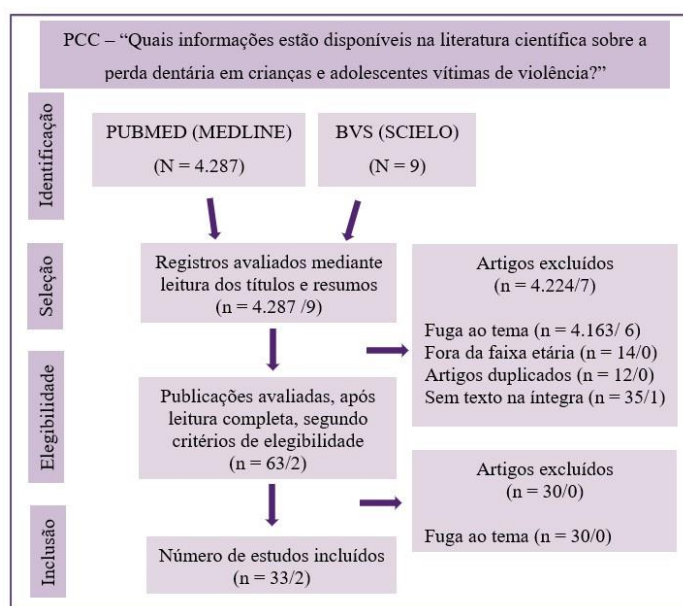 PCC – “Quais informações estão disponíveis na literatura científica sobre a
perda dentária em crianças e adolescentes vítimas de violência?”
Identificação
PUBMED (MEDLINE)
(N = 4.287)
BVS (SCIELO)
(N = 9)
Seleção
Registros avaliados mediante
leitura dos títulos e resumos
(n = 4.287 /9)
Artigos excluídos
(n = 4.224/7)
Fuga ao tema (n = 4.163/ 6)
Fora da faixa etária (n = 14/0)
Artigos duplicados (n = 12/0)
Sem texto na íntegra (n = 35/1)
Elegibilidade
Publicações avaliadas, após
leitura completa, segundo
critérios de elegibilidade
(n = 63/2)
Artigos excluídos
(n = 30/0)
Fuga ao tema (n = 30/0)
Inclusão
Número de estudos incluídos
(n = 33/2)